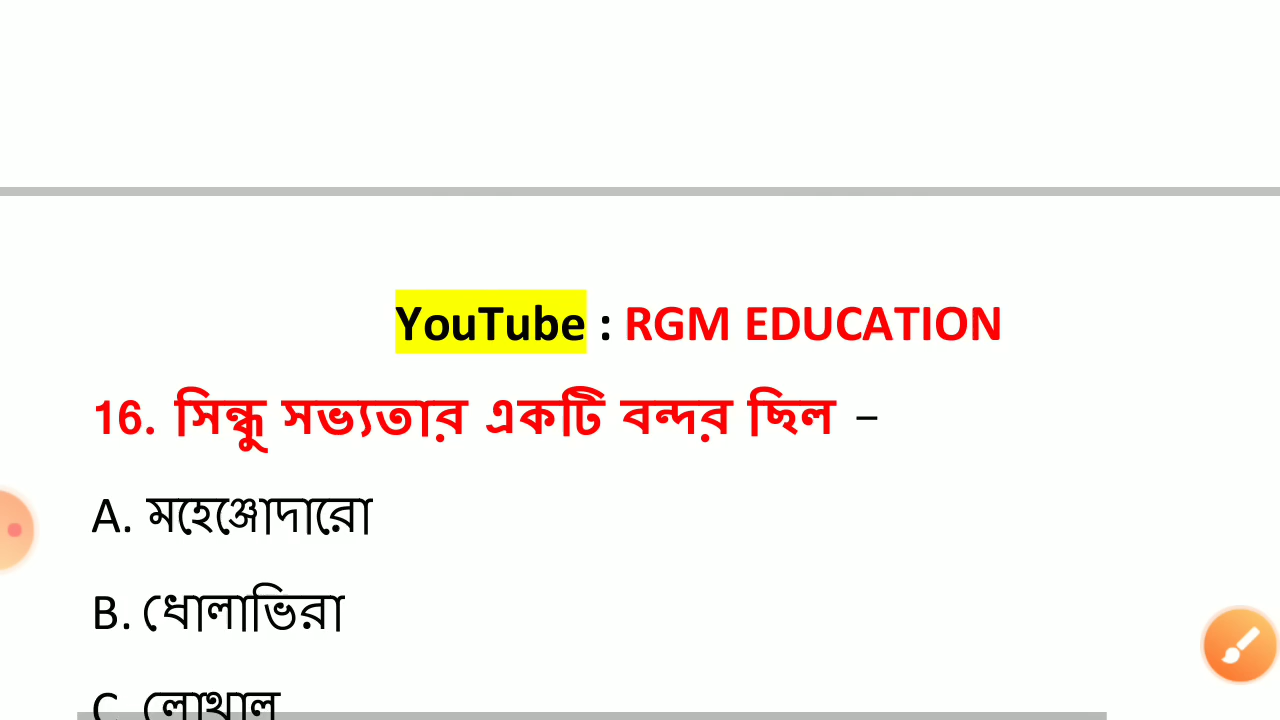 YouTube : RGM EDUCATION
16. সিন্ধু সভ্যতার একটি বন্দর ছিল –
A. মহেঞ্জোদারো
B. ধোলাভিরা
C. লোথাল